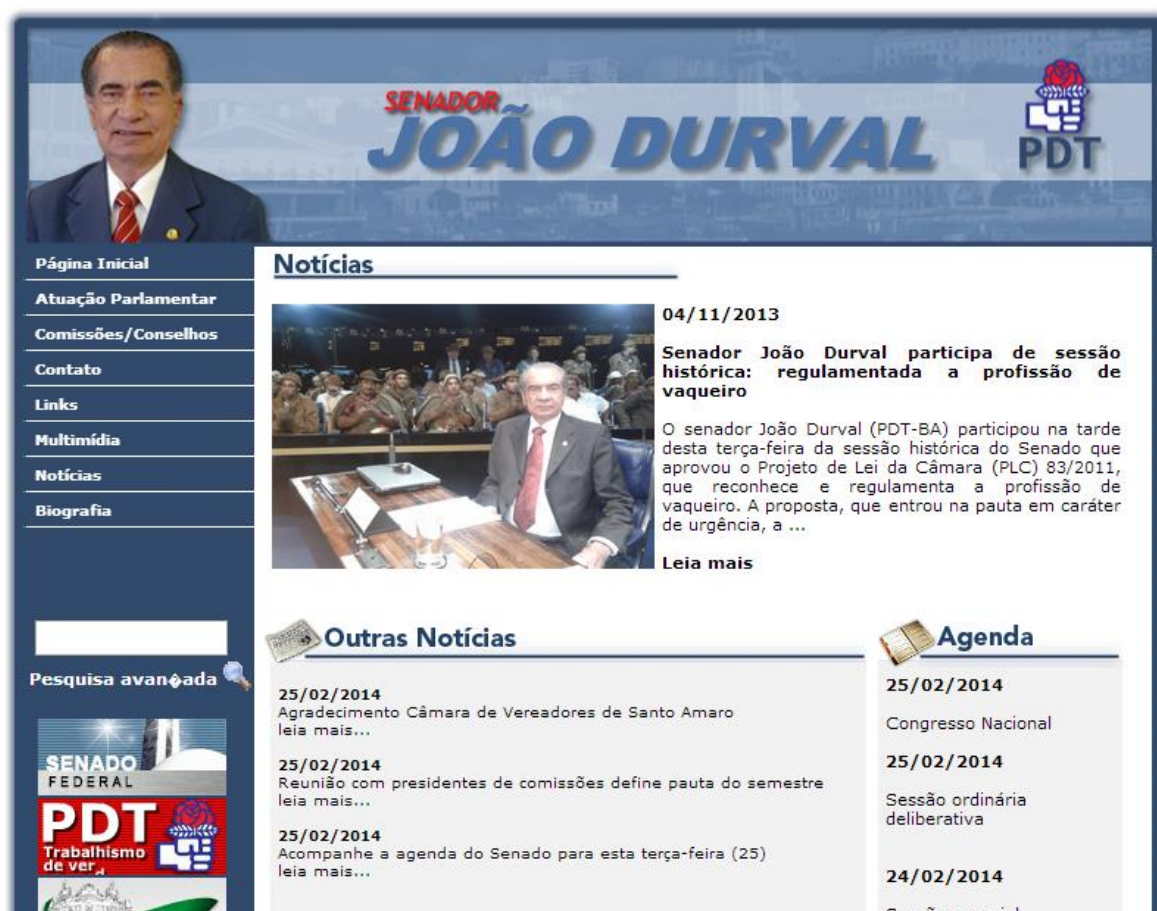 SENADOR
JOÃO DURVAL
PDT
Página Inicial
Atuação Parlamentar
Comissões/Conselhos
Contato
Links
Multimídia
Notícias
Biografia
Pesquisa avan�ada
SENADO
FEDERAL
PDT
Trabalhismo
de ver
Notícias
04/11/2013
Senador João Durval participa de sessão
histórica: regulamentada a profissão de
vaqueiro
O senador João Durval (PDT-BA) participou na tarde
desta terça-feira da sessão histórica do Senado que
aprovou o Projeto de Lei da Câmara (PLC) 83/2011,
que reconhece e regulamenta a profissão de
vaqueiro. A proposta, que entrou na pauta em caráter
de urgência, a ...
Leia mais
Outras Notícias
25/02/2014
Agradecimento Câmara de Vereadores de Santo Amaro
leia mais...
25/02/2014
Reunião com presidentes de comissões define pauta do semestre
leia mais...
25/02/2014
Acompanhe a agenda do Senado para esta terça-feira (25)
leia mais...
Agenda
25/02/2014
Congresso Nacional
25/02/2014
Sessão ordinária
deliberativa
24/02/2014